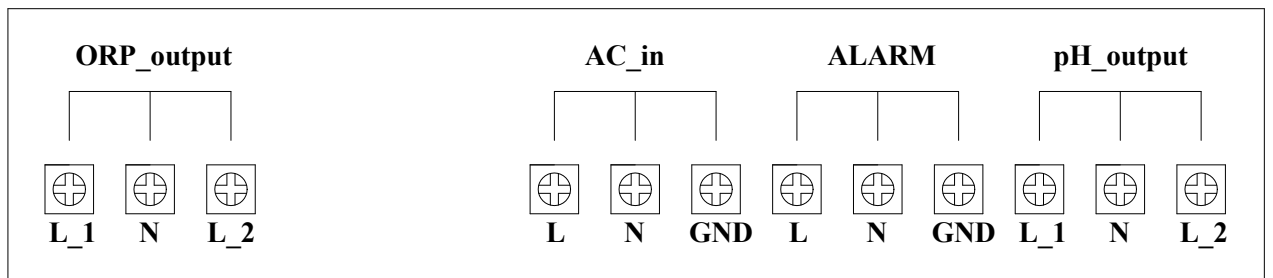 ORP_output AC_in ALARM pH_output
L_1 N L_2 L N GND L N GND L_1 N L_2